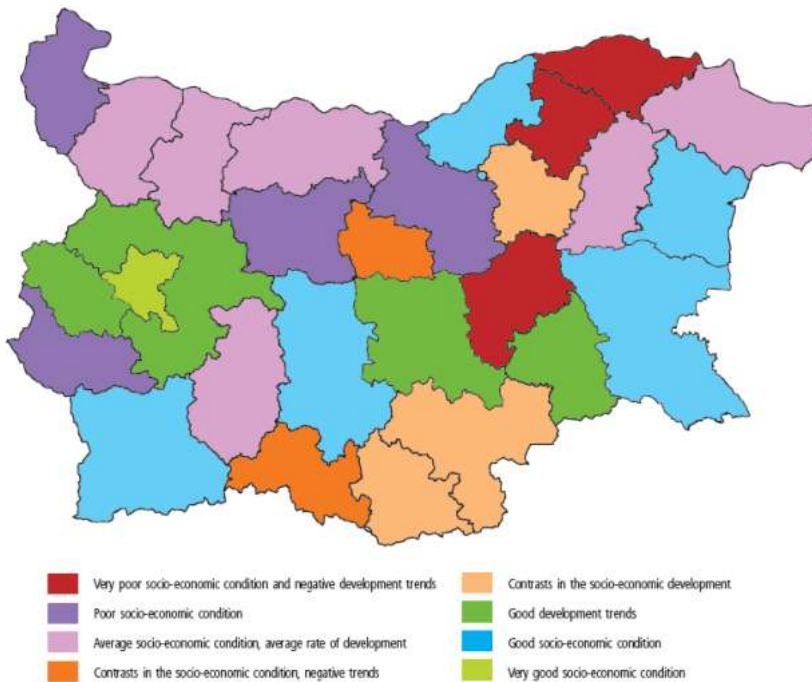 Very poor socio-economic condition and negative development trends
Poor socio-economic condition
Average socio-economic condition, average rate of development
Contrasts in the socio-economic condition, negative trends
Contrasts in the socio-economic development
Good development trends
Good socio-economic condition
Very good socio-economic condition